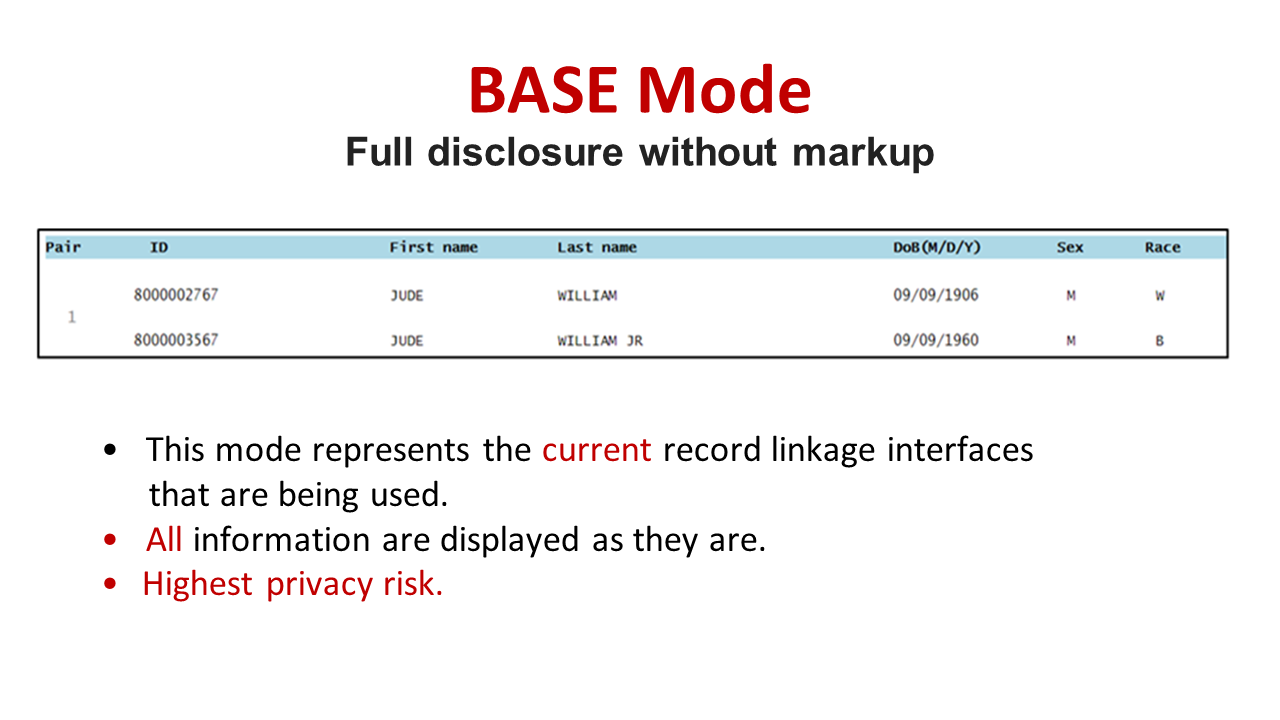 BASE Mode
Full disclosure without markup
Pair ID First name Last name DoB(M/D/Y) Sex Race
8000002767 JUDE WILLIAM 09/09/1906 M W
1
8000003567 JUDE WILLIAM JR 09/09/1960 M B
• This mode represents the current record linkage interfaces
that are being used.
• All information are displayed as they are.
• Highest privacy risk.